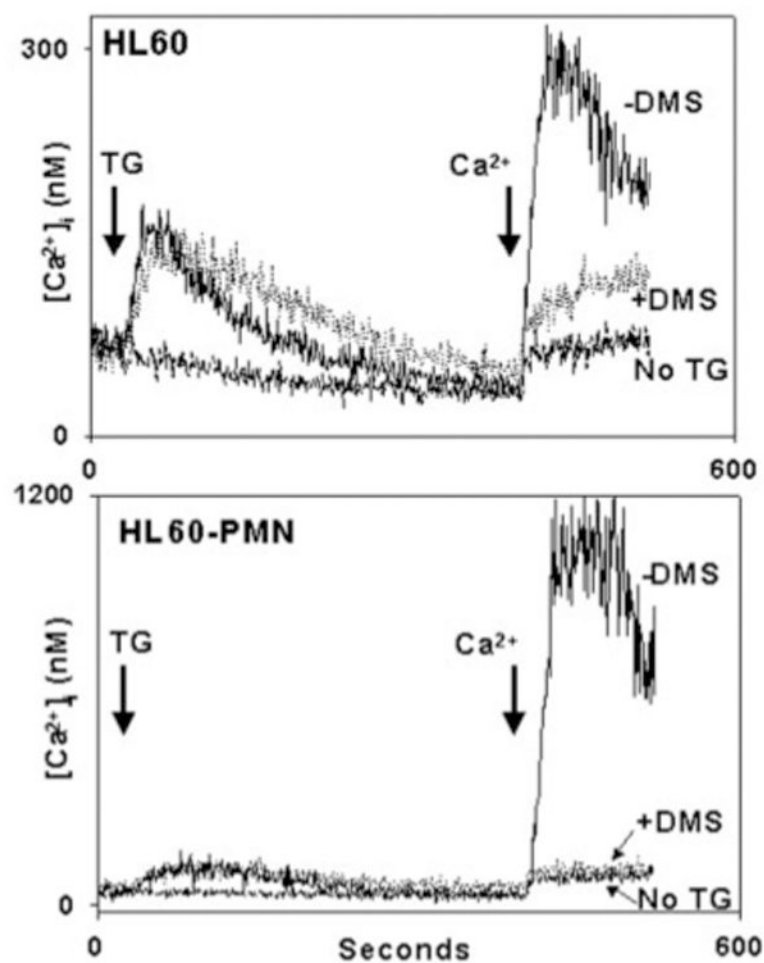 HL60
300
-DMS
TG
Ca²⁺
[Ca²⁺]ᵢ (nM)
+DMS
No TG
0
0
600
1200
HL60-PMN
-DMS
TG
Ca²⁺
[Ca²⁺]ᵢ (nM)
+DMS
No TG
0
0
Seconds
600